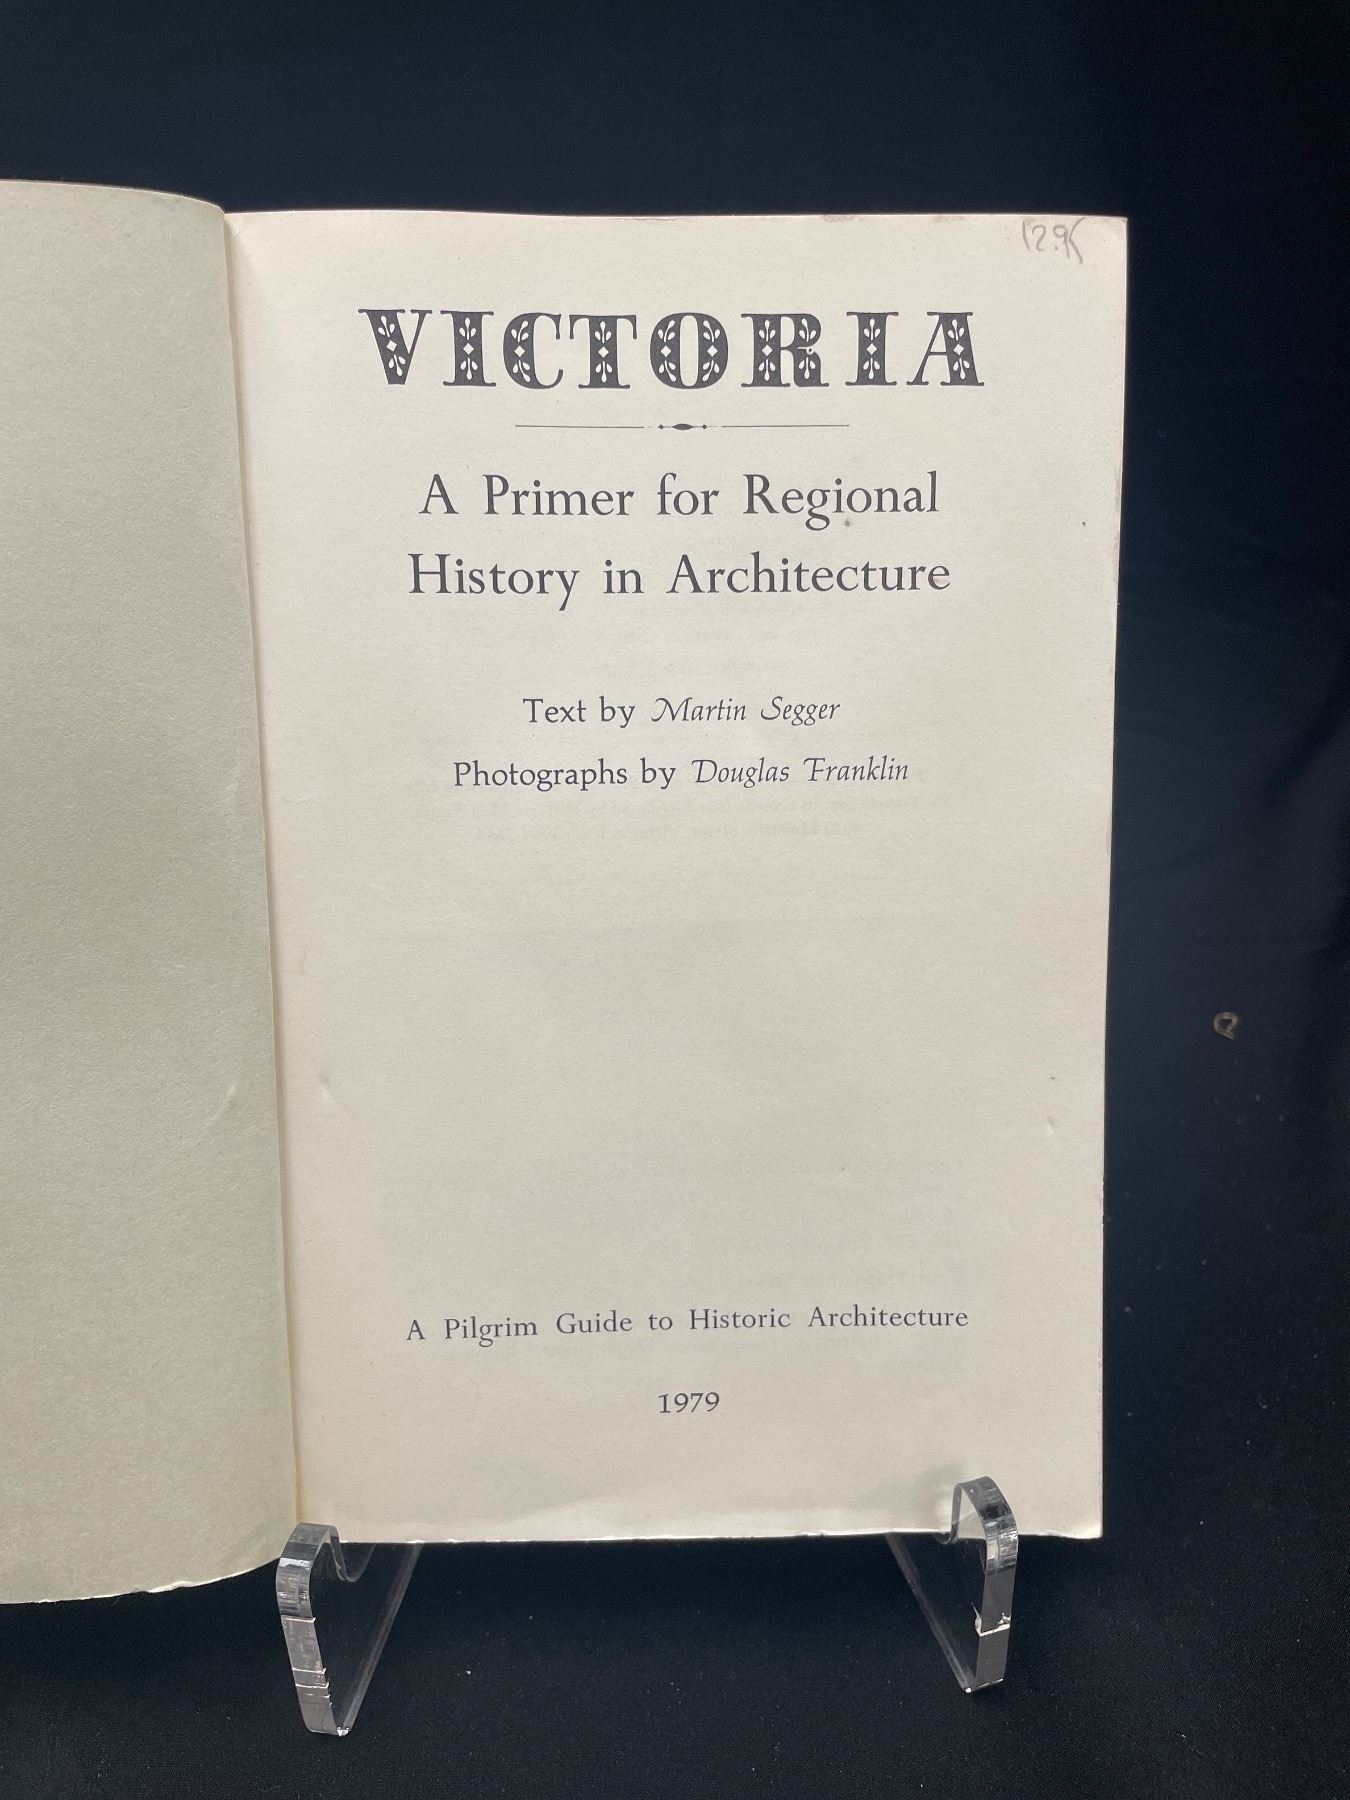 12.95
VICTORIA
A Primer for Regional
History in Architecture
Text by Martin Segger
Photographs by Douglas Franklin
A Pilgrim Guide to Historic Architecture
1979